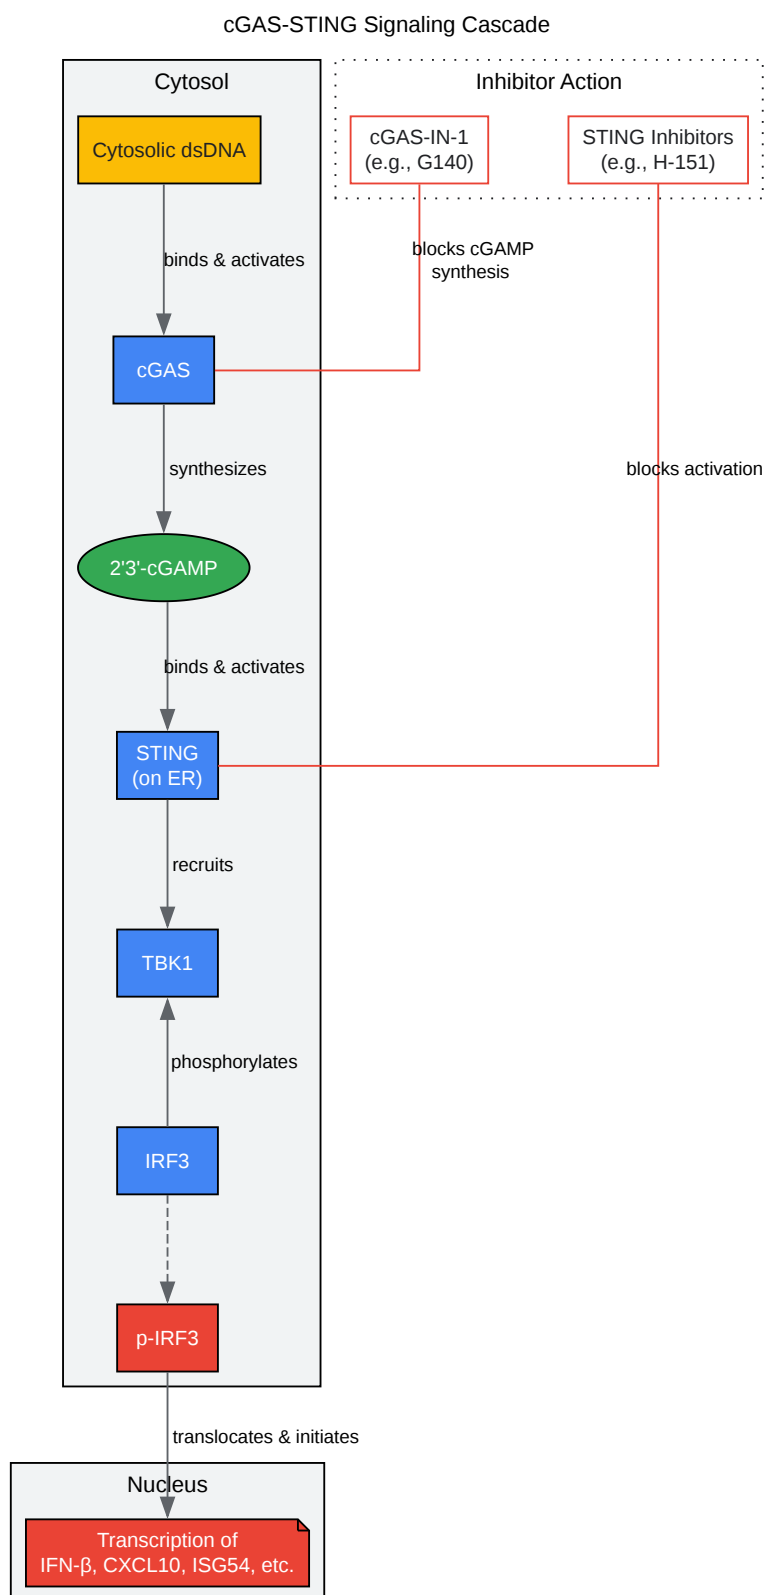 cGAS-STING Signaling Cascade
Cytosol
Inhibitor Action
Cytosolic dsDNA
cGAS-IN-1
(e.g., G140)
STING Inhibitors
(e.g., H-151)
binds & activates
blocks cGAMP
synthesis
cGAS
synthesizes
blocks activation
2'3'-cGAMP
binds & activates
STING
(on ER)
recruits
TBK1
phosphorylates
IRF3
p-IRF3
translocates & initiates
Nucleus
Transcription of
IFN-β, CXCL10, ISG54, etc.